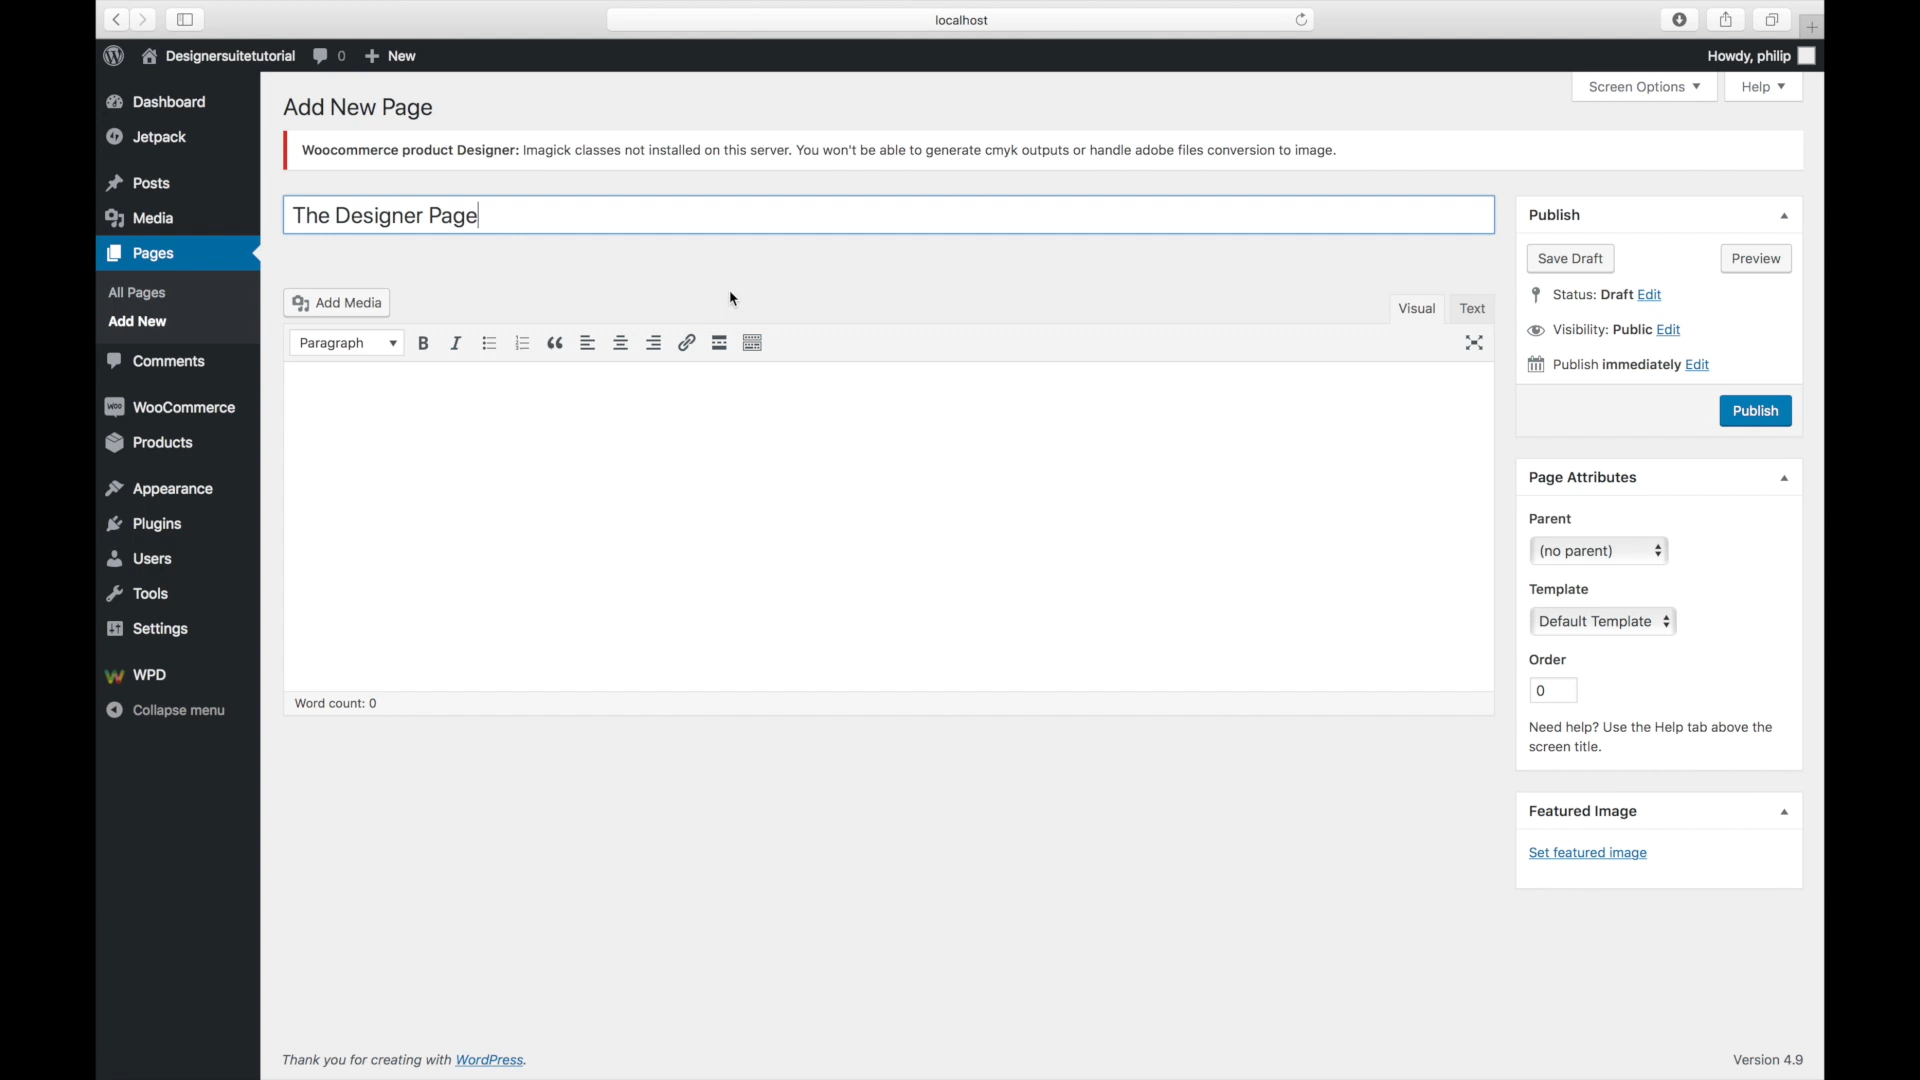 localhost
Designersuitetutorial 0 New Howdy, philip
Screen Options Help
Dashboard
Jetpack
Posts
Media
Pages
All Pages
Add New
Comments
WooCommerce
Products
Appearance
Plugins
Users
Tools
Settings
WPD
Collapse menu
Add New Page
Woocommerce product Designer: Imagick classes not installed on this server. You won't be able to generate cmyk outputs or handle adobe files conversion to image.
The Designer Page
Add Media
Visual Text
Paragraph
Word count: 0
Publish
Save Draft Preview
Status: Draft Edit
Visibility: Public Edit
Publish immediately Edit
Publish
Page Attributes
Parent
(no parent)
Template
Default Template
Order
0
Need help? Use the Help tab above the
screen title.
Featured Image
Set featured image
Thank you for creating with WordPress. Version 4.9